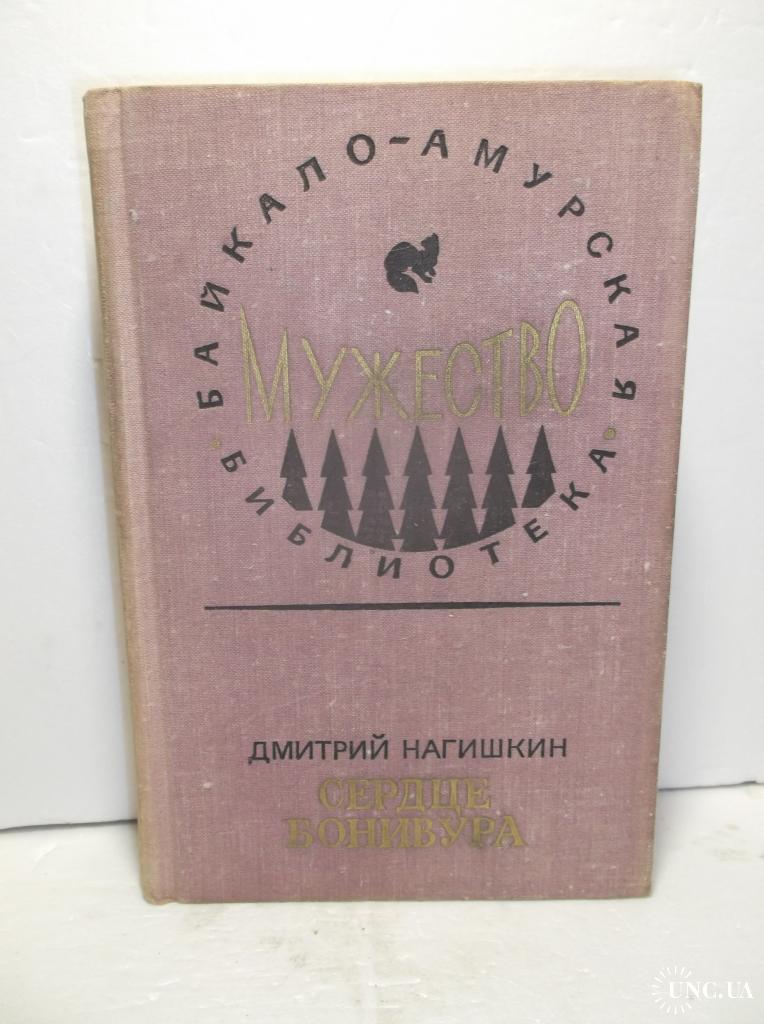 БАЙКАЛО-АМУРСКАЯ
МУЖЕСТВО
БИБЛИОТЕКА
ДМИТРИЙ НАГИШКИН
СЕРДЦЕ
БОНИВУРА
UNC.UA